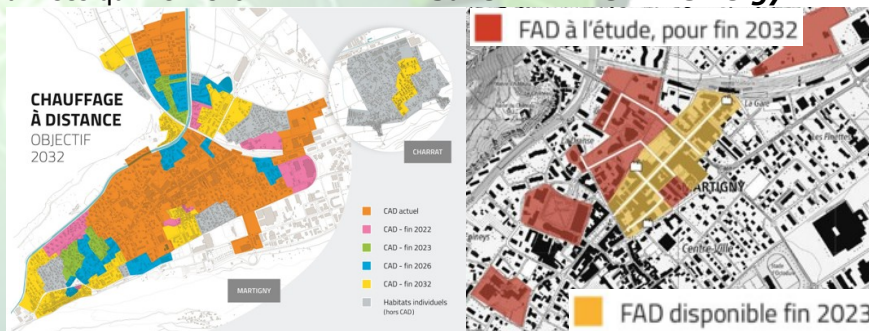 CHAUFFAGE
À DISTANCE
OBJECTIF
2032
CHARRAT
MARTIGNY
CAD actuel
CAD - fin 2022
CAD - fin 2023
CAD - fin 2026
CAD - fin 2032
Habitats individuels
(hors CAD)
FAD à l'étude, pour fin 2032
La Gare
Les Finettes
MARTIGNY
Centre-Ville
FAD disponible fin 2023